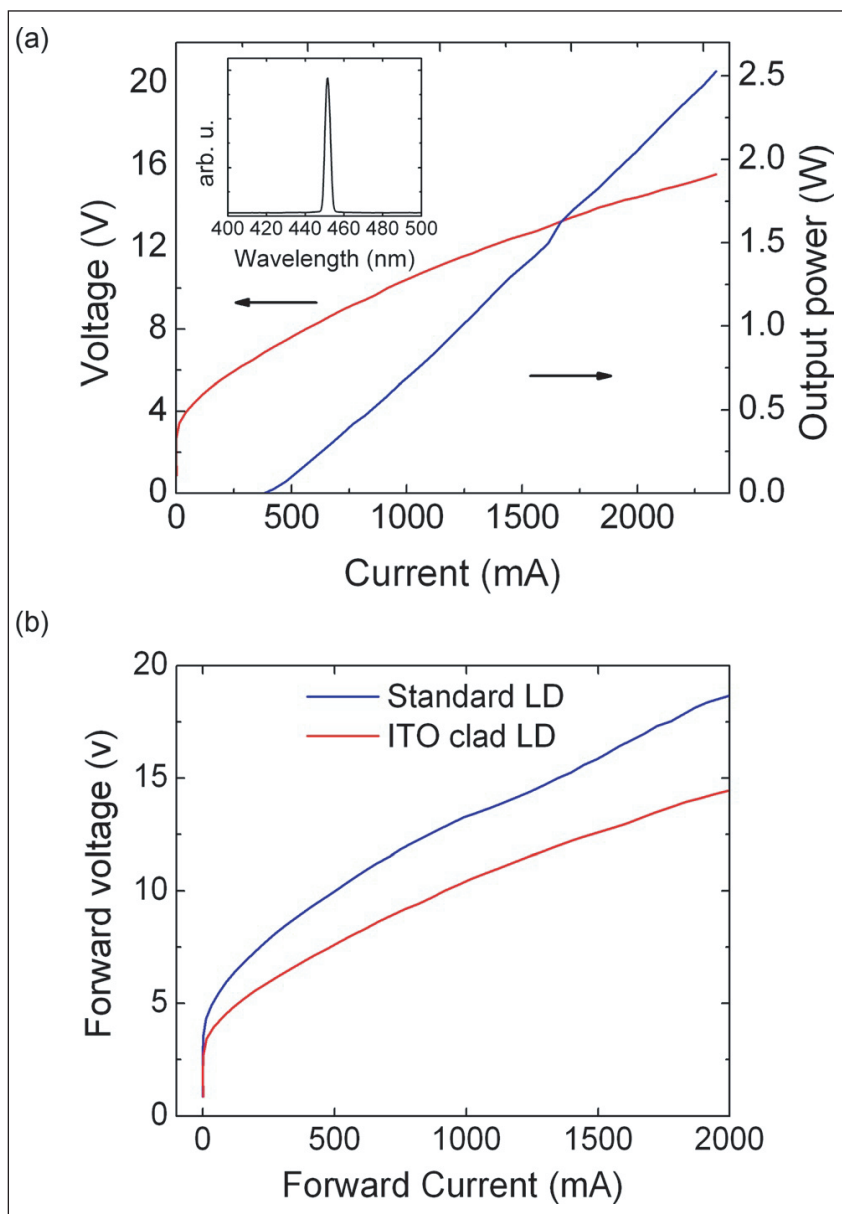 (a)
20
16
12
8
4
0
Voltage (V)
2.5
2.0
1.5
1.0
0.5
0.0
Output power (W)
arb. u.
400 420 440 460 480 500
Wavelength (nm)
0 500 1000 1500 2000
Current (mA)
(b)
20
15
10
5
0
Forward voltage (v)
Standard LD
ITO clad LD
0 500 1000 1500 2000
Forward Current (mA)